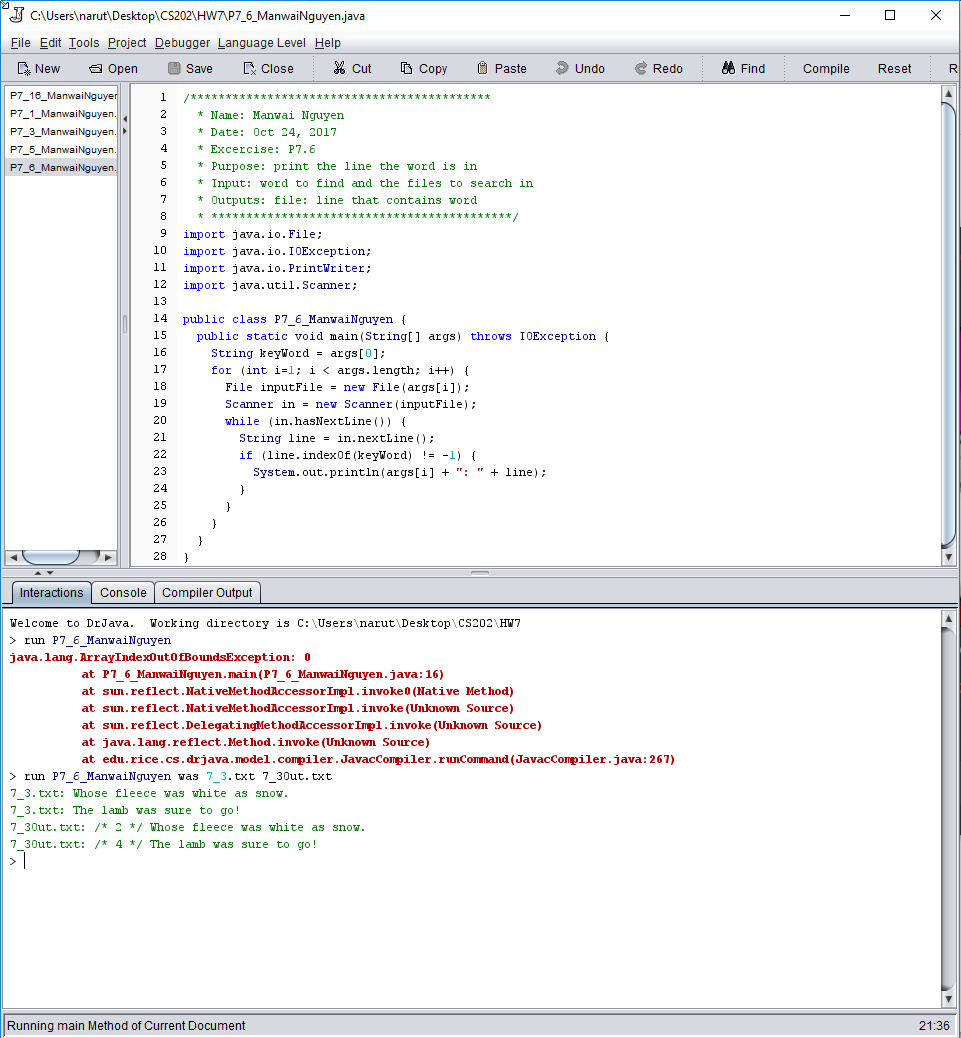 C:\Users\narut\Desktop\CS202\HW7\P7_6_ManwaiNguyen.java
File Edit Tools Project Debugger Language Level Help
New Open Save Close Cut Copy Paste Undo Redo Find Compile Reset R
P7_16_ManwaiNguyen
P7_1_ManwaiNguyen.
P7_3_ManwaiNguyen.
P7_5_ManwaiNguyen.
P7_6_ManwaiNguyen.
1 /*******************************************
2 * Name: Manwai Nguyen
3 * Date: Oct 24, 2017
4 * Excercise: P7.6
5 * Purpose: print the line the word is in
6 * Input: word to find and the files to search in
7 * Outputs: file: line that contains word
8 * *******************************************/
9 import java.io.File;
10 import java.io.IOException;
11 import java.io.PrintWriter;
12 import java.util.Scanner;
13
14 public class P7_6_ManwaiNguyen {
15 public static void main(String[] args) throws IOException {
16 String keyWord = args[0];
17 for (int i=1; i < args.length; i++) {
18 File inputFile = new File(args[i]);
19 Scanner in = new Scanner(inputFile);
20 while (in.hasNextLine()) {
21 String line = in.nextLine();
22 if (line.indexOf(keyWord) != -1) {
23 System.out.println(args[i] + ": " + line);
24 }
25 }
26 }
27 }
28 }
Interactions Console Compiler Output
Welcome to DrJava. Working directory is C:\Users\narut\Desktop\CS202\HW7
> run P7_6_ManwaiNguyen
java.lang.ArrayIndexOutOfBoundsException: 0
at P7_6_ManwaiNguyen.main(P7_6_ManwaiNguyen.java:16)
at sun.reflect.NativeMethodAccessorImpl.invoke0(Native Method)
at sun.reflect.NativeMethodAccessorImpl.invoke(Unknown Source)
at sun.reflect.DelegatingMethodAccessorImpl.invoke(Unknown Source)
at java.lang.reflect.Method.invoke(Unknown Source)
at edu.rice.cs.drjava.model.compiler.JavacCompiler.runCommand(JavacCompiler.java:267)
> run P7_6_ManwaiNguyen was 7_3.txt 7_3Out.txt
7_3.txt: Whose fleece was white as snow.
7_3.txt: The lamb was sure to go!
7_3Out.txt: /* 2 */ Whose fleece was white as snow.
7_3Out.txt: /* 4 */ The lamb was sure to go!
>
Running main Method of Current Document 21:36